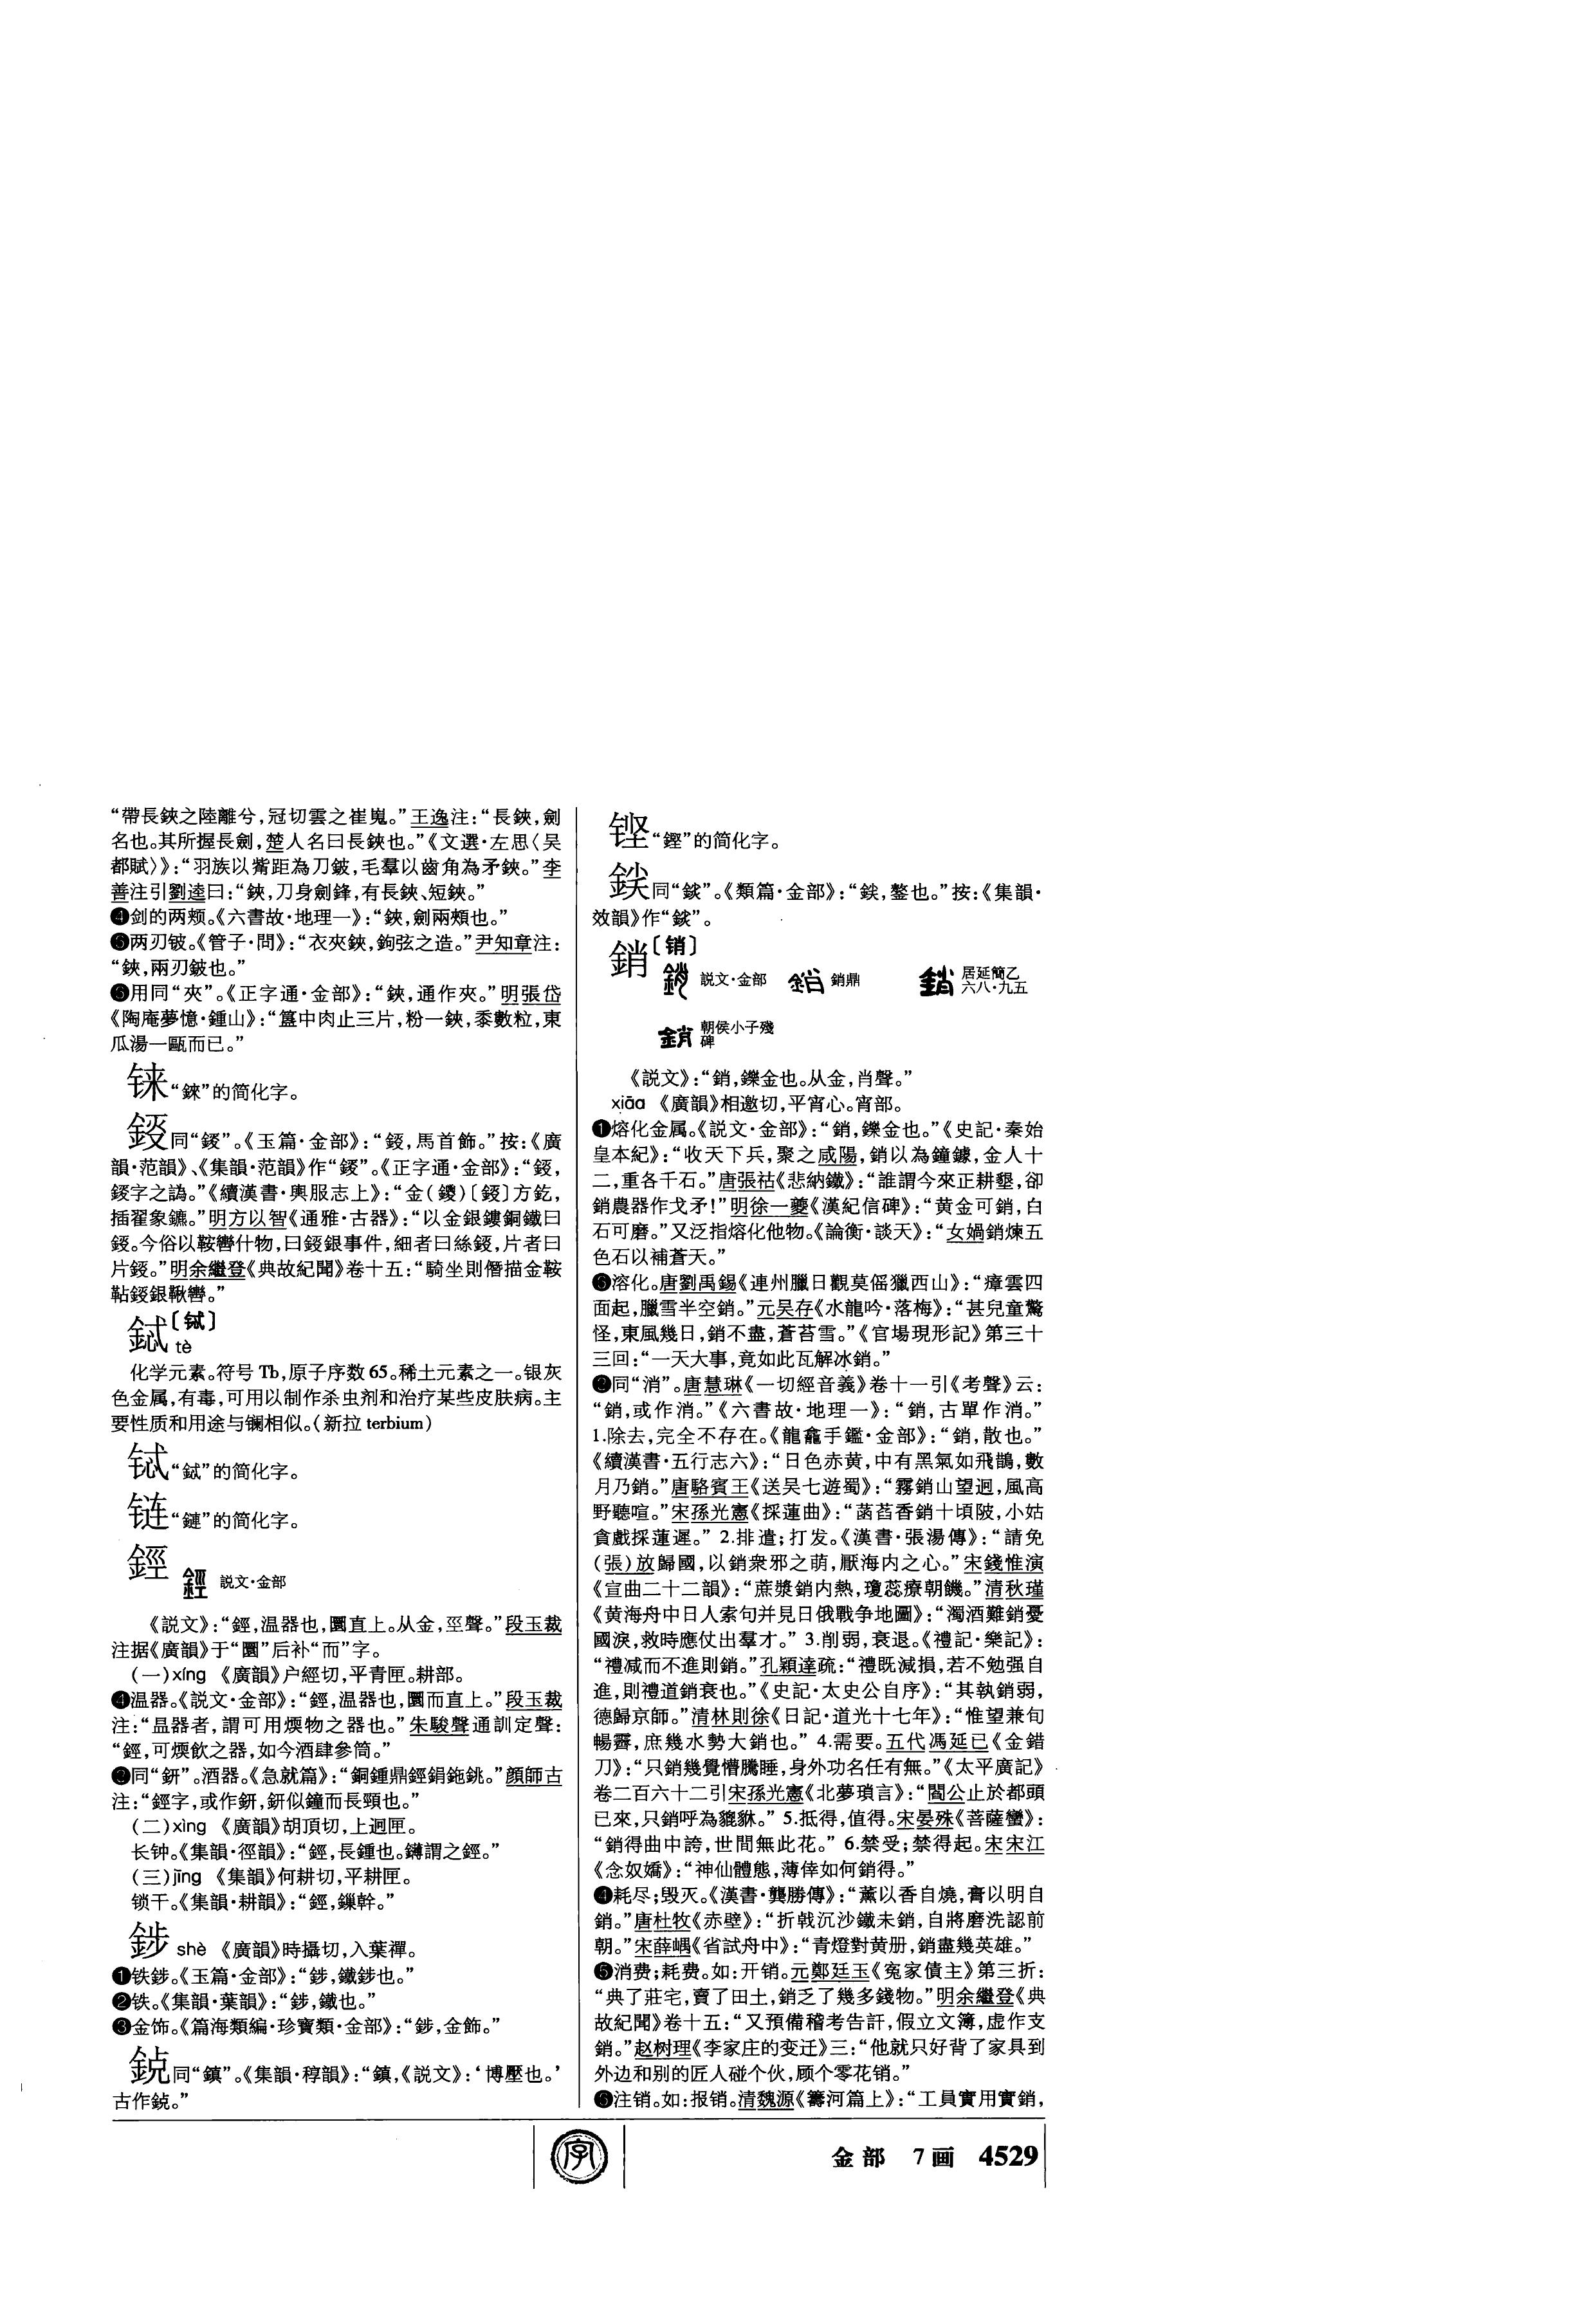 “帶長鋏之陸離兮，冠切雲之崔嵬。”王逸注：“長鋏，劍
名也。其所握長劍，楚人名曰長鋏也。”《文選·左思〈吴
都賦〉》：“羽族以觜距為刀鈹，毛羣以齒角為矛鋏。”李
善注引劉逵曰：“鋏，刀身劍鋒，有長鋏、短鋏。”
❹剑的两颊。《六書故·地理一》：“鋏，劍兩頰也。”
❻两刃铍。《管子·問》：“衣夾鋏，鉤弦之造。”尹知章注：
“鋏，兩刃鈹也。”
❻用同“夾”。《正字通·金部》：“鋏，通作夾。”明張岱
《陶庵夢憶·鍾山》：“簋中肉止三片，粉一鋏，黍數粒，東
瓜湯一甌而已。”
铼“錸”的简化字。
鋄同“錽”。《玉篇·金部》：“鋄，馬首飾。”按：《廣
韻·范韻》、《集韻·范韻》作“錽”。《正字通·金部》：“鋄，
錽字之譌。”《續漢書·輿服志上》：“金（鍐）〔鋄〕方釳，
插翟象鑣。”明方以智《通雅·古器》：“以金銀鏤銅鐵曰
鋄。今俗以鞍轡什物，曰鋄銀事件，細者曰絲鋄，片者曰
片鋄。”明余繼登《典故紀聞》卷十五：“騎坐則僭描金鞍
鞊鋄銀鞦轡。”
鋱〔铽〕
tè
化学元素。符号 Tb，原子序数 65。稀土元素之一。银灰
色金属，有毒，可用以制作杀虫剂和治疗某些皮肤病。主
要性质和用途与镧相似。（新拉 terbium）
铽“鋱”的简化字。
链“鏈”的简化字。
鋞 説文·金部
《説文》：“鋞，温器也，圜直上。从金，巠聲。”段玉裁
注据《廣韻》于“圜”后补“而”字。
（一）xíng 《廣韻》户經切，平青匣。耕部。
❹温器。《説文·金部》：“鋞，温器也，圜而直上。”段玉裁
注：“昷器者，謂可用煗物之器也。”朱駿聲通訓定聲：
“鋞，可煗飲之器，如今酒肆參筒。”
❷同“鈃”。酒器。《急就篇》：“銅鍾鼎鋞鋗鉇銚。”顔師古
注：“鋞字，或作鈃，鈃似鐘而長頸也。”
（二）xìng 《廣韻》胡頂切，上迥匣。
长钟。《集韻·徑韻》：“鋞，長鍾也。鎛謂之鋞。”
（三）jīng 《集韻》何耕切，平耕匣。
锁干。《集韻·耕韻》：“鋞，鏁幹。”
鉖 shè 《廣韻》時攝切，入葉禪。
❶铁鉖。《玉篇·金部》：“鉖，鐵鉖也。”
❷铁。《集韻·葉韻》：“鉖，鐵也。”
❸金饰。《篇海類編·珍寶類·金部》：“鉖，金飾。”
鋴同“鎮”。《集韻·稕韻》：“鎮，《説文》：‘博壓也。’
古作鋴。”
铿“鏗”的简化字。
鋘同“𨧱”。《類篇·金部》：“鋘，鏊也。”按：《集韻·
效韻》作“𨧱”。
銷〔销〕
説文·金部 銷鼎 居延簡乙
六八·九五
朝侯小子殘
碑
《説文》：“銷，鑠金也。从金，肖聲。”
xiāo 《廣韻》相邀切，平宵心。宵部。
❶熔化金属。《説文·金部》：“銷，鑠金也。”《史記·秦始
皇本紀》：“收天下兵，聚之咸陽，銷以為鐘鐻，金人十
二，重各千石。”唐張祜《悲納鐵》：“誰謂今來正耕墾，卻
銷農器作戈矛！”明徐一夔《漢紀信碑》：“黄金可銷，白
石可磨。”又泛指熔化他物。《論衡·談天》：“女媧銷煉五
色石以補蒼天。”
❻溶化。唐劉禹錫《連州臘日觀莫傜獵西山》：“瘴雲四
面起，臘雪半空銷。”元吴存《水龍吟·落梅》：“甚兒童驚
怪，東風幾日，銷不盡，蒼苔雪。”《官場現形記》第三十
三回：“一天大事，竟如此瓦解冰銷。”
❷同“消”。唐慧琳《一切經音義》卷十一引《考聲》云：
“銷，或作消。”《六書故·地理一》：“銷，古單作消。”
1.除去，完全不存在。《龍龕手鑑·金部》：“銷，散也。”
《續漢書·五行志六》：“日色赤黄，中有黑氣如飛鵲，數
月乃銷。”唐駱賓王《送吴七遊蜀》：“霧銷山望迥，風高
野聽喧。”宋孫光憲《採蓮曲》：“菡萏香銷十頃陂，小姑
貪戲採蓮遲。” 2.排遣；打发。《漢書·張湯傳》：“請免
（張）放歸國，以銷衆邪之萌，厭海内之心。”宋錢惟演
《宣曲二十二韻》：“蔗漿銷内熱，瓊蕊療朝饑。”清秋瑾
《黄海舟中日人索句并見日俄戰争地圖》：“濁酒難銷憂
國淚，救時應仗出羣才。” 3.削弱，衰退。《禮記·樂記》：
“禮减而不進則銷。”孔穎達疏：“禮既減損，若不勉强自
進，則禮道銷衰也。”《史記·太史公自序》：“其執銷弱，
德歸京師。”清林則徐《日記·道光十七年》：“惟望兼旬
暢霽，庶幾水勢大銷也。” 4.需要。五代馮延已《金錯
刀》：“只銷幾覺懵騰睡，身外功名任有無。”《太平廣記》
卷二百六十二引宋孫光憲《北夢瑣言》：“閻公止於都頭
已來，只銷呼為貔貅。” 5.抵得，值得。宋晏殊《菩薩蠻》：
“銷得曲中誇，世間無此花。” 6.禁受；禁得起。宋宋江
《念奴嬌》：“神仙體態，薄倖如何銷得。”
❹耗尽；毁灭。《漢書·龔勝傳》：“薰以香自燒，膏以明自
銷。”唐杜牧《赤壁》：“折戟沉沙鐵未銷，自將磨洗認前
朝。”宋薛嵎《省試舟中》：“青燈對黄册，銷盡幾英雄。”
❺消费；耗费。如：开销。元鄭廷玉《寃家債主》第三折：
“典了莊宅，賣了田土，銷乏了幾多錢物。”明余繼登《典
故紀聞》卷十五：“又預備稽考告訐，假立文簿，虚作支
銷。”赵树理《李家庄的变迁》三：“他就只好背了家具到
外边和别的匠人碰个伙，顾个零花销。”
❻注销。如：报销。清魏源《籌河篇上》：“工員實用實銷，
字
金部 7画 4529